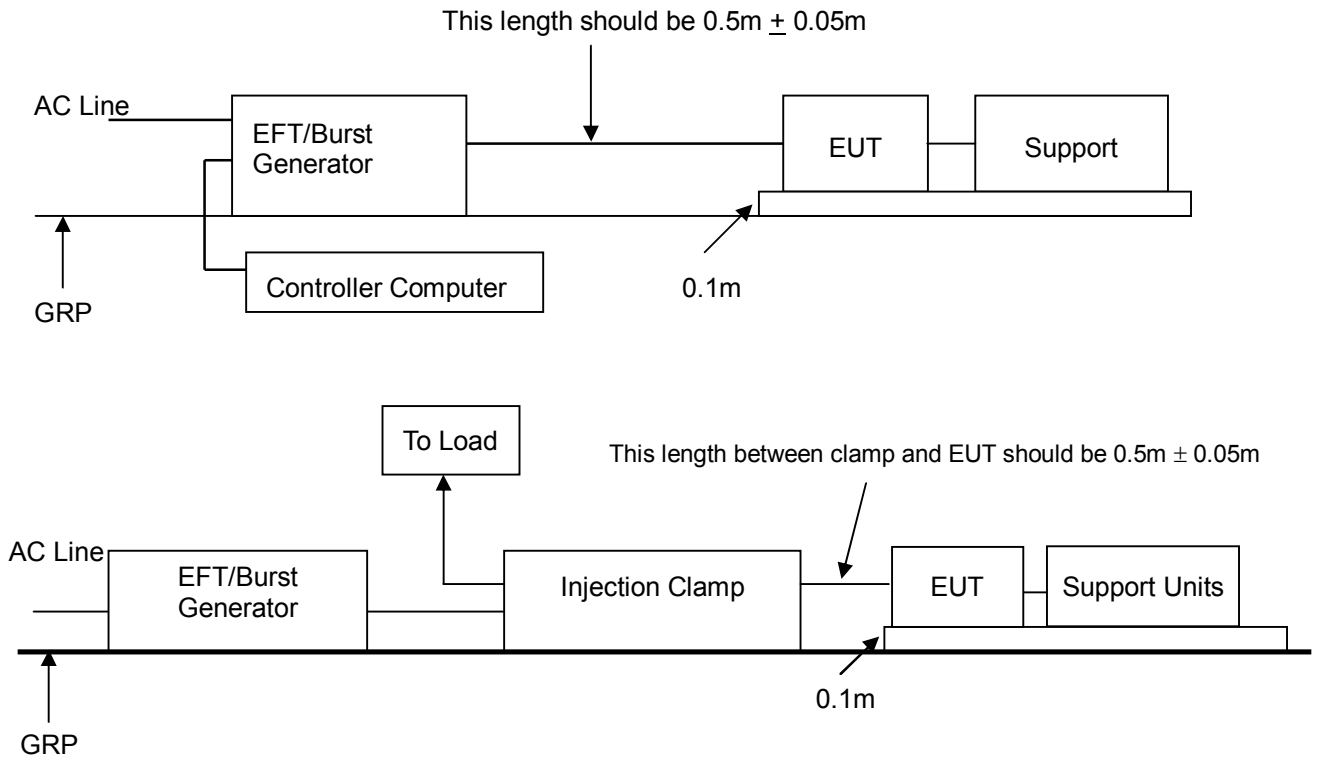 This length should be 0.5m ± 0.05m
AC Line
EFT/Burst
Generator
EUT
Support
Controller Computer
0.1m
GRP
To Load
This length between clamp and EUT should be 0.5m ± 0.05m
AC Line
EFT/Burst
Generator
Injection Clamp
EUT
Support Units
0.1m
GRP